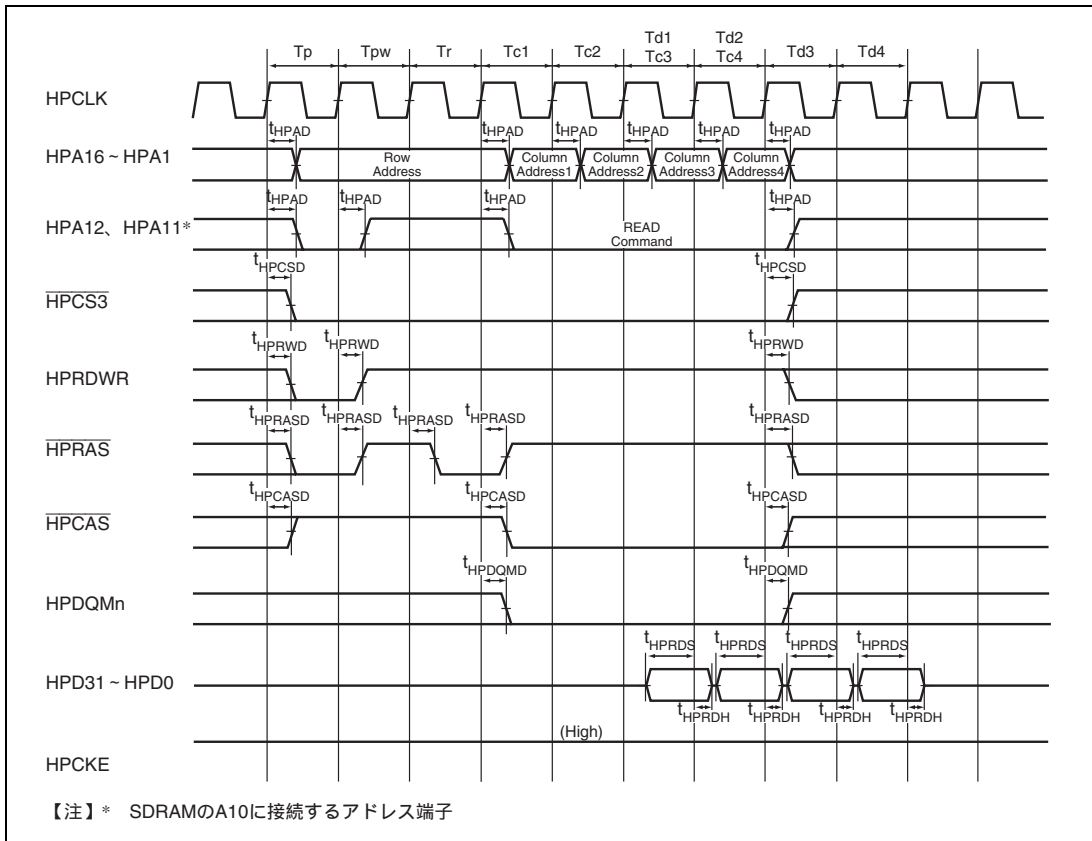 Tp Tpw Tr Tc1 Tc2 Td1 Td2 Td3 Td4
Tc3 Tc4
HPCLK
tHPAD tHPAD tHPAD tHPAD tHPAD tHPAD
HPA16 ~ HPA1
Row Address Column Address1 Column Address2 Column Address3 Column Address4
tHPAD tHPAD tHPAD tHPAD
HPA12、HPA11*
READ Command
tHPCSD tHPCSD
HPCS3
tHPRWD tHPRWD tHPRWD
HPRDWR
tHPRASD tHPRASD tHPRASD tHPRASD tHPRASD
HPRAS
tHPCASD tHPCASD tHPCASD
HPCAS
tHPDQMD tHPDQMD
HPDQMn
tHPRDS tHPRDS tHPRDS tHPRDS
HPD31 ~ HPD0
tHPRDH tHPRDH tHPRDH tHPRDH
(High)
HPCKE
【注】* SDRAMのA10に接続するアドレス端子